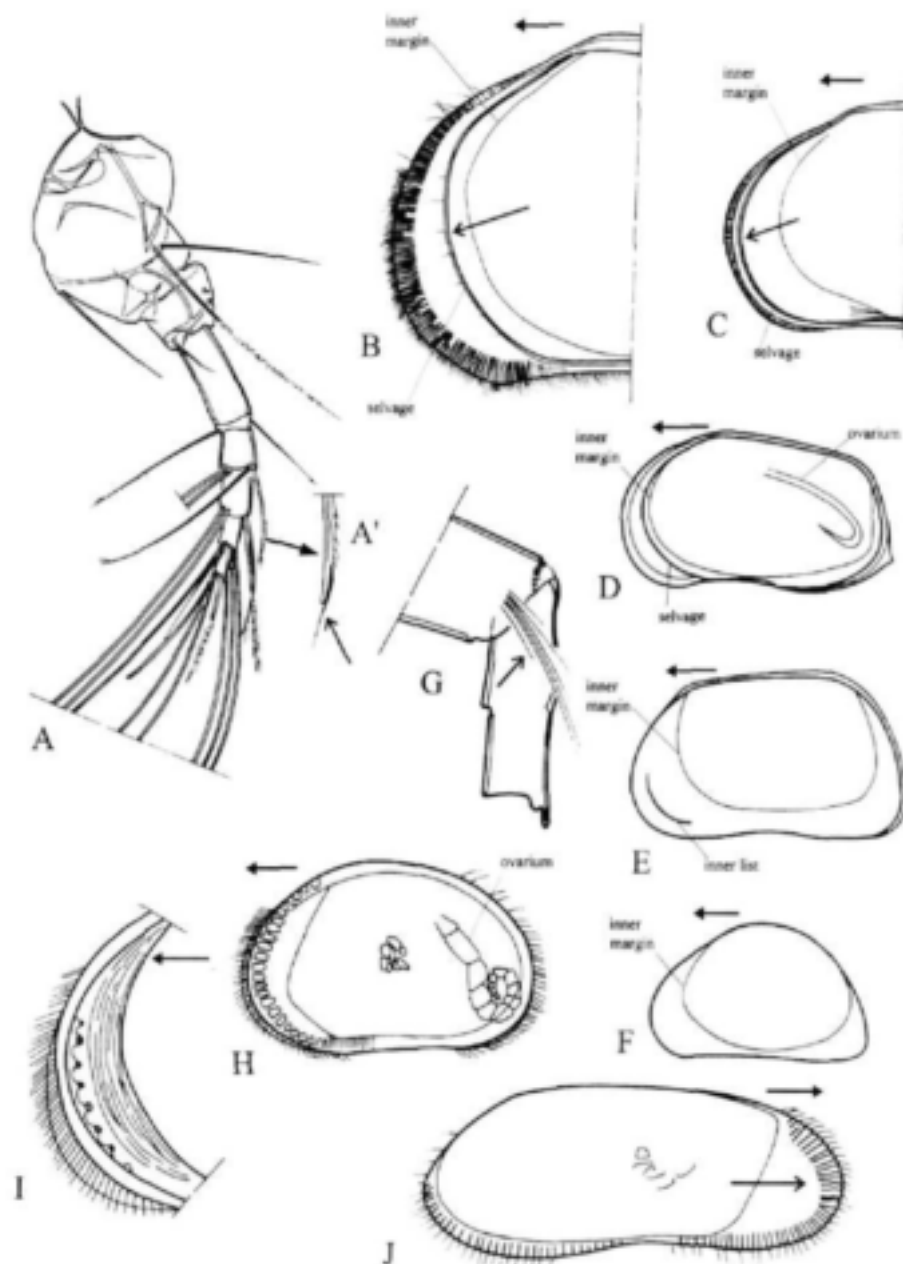 inner
margin
inner
margin
B
selvage
C
selvage
inner
margin
ovarium
A'
D
selvage
G
A
inner
margin
E
inner list
ovarium
inner
margin
H
F
I
J